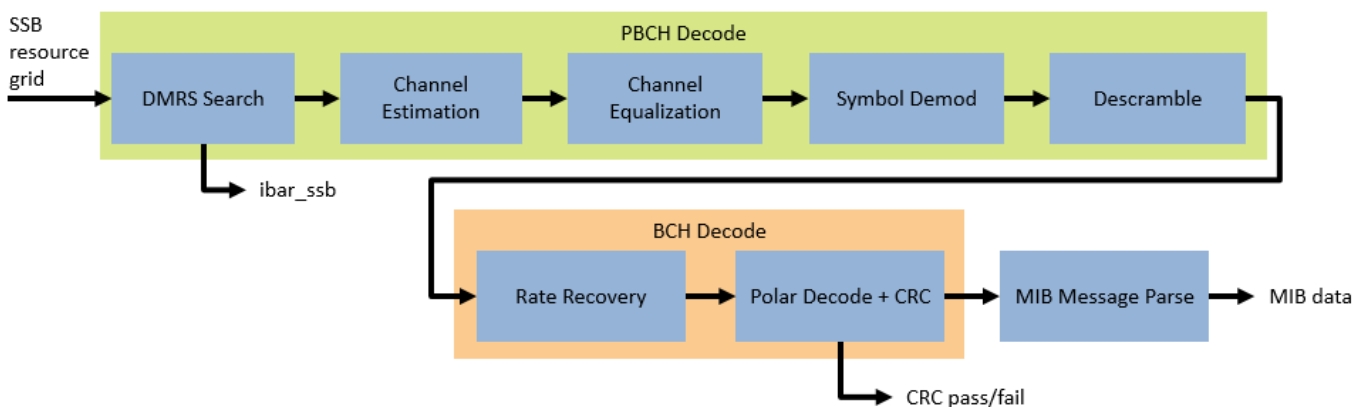 SSB
resource
grid
PBCH Decode
DMRS Search
Channel
Estimation
Channel
Equalization
Symbol Demod
Descramble
ibar_ssb
BCH Decode
Rate Recovery
Polar Decode + CRC
MIB Message Parse
MIB data
CRC pass/fail